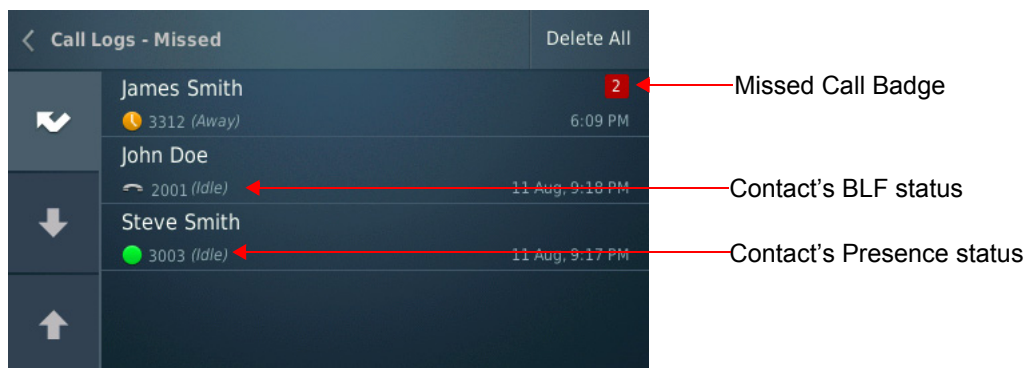 Call Logs - Missed
Delete All
James Smith
2
Missed Call Badge
3312 (Away)
6:09 PM
John Doe
2001 (Idle)
11 Aug, 9:18 PM
Contact's BLF status
Steve Smith
3003 (Idle)
11 Aug, 9:17 PM
Contact's Presence status